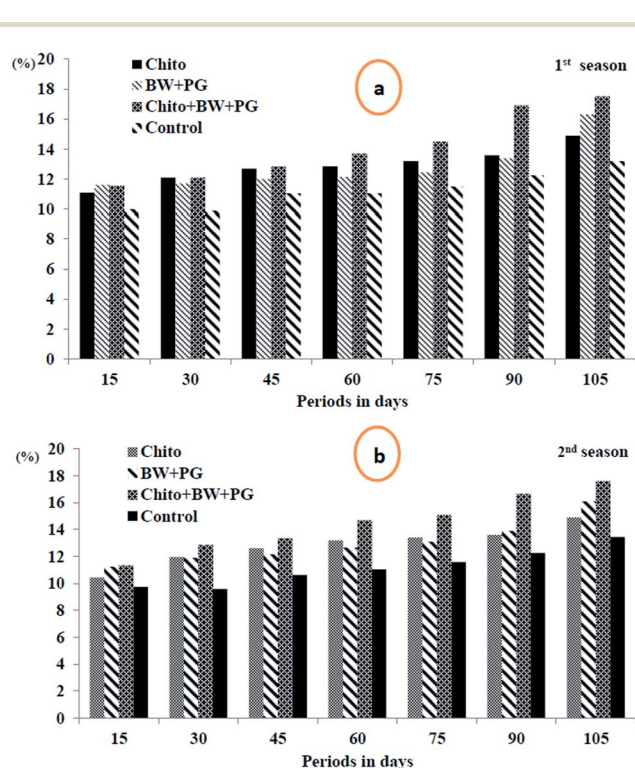 (%) 20
18
16
14
12
10
8
6
4
2
0
Chito
BW+PG
Chito+BW+PG
Control
a
1st season
15 30 45 60 75 90 105
Periods in days
(%) 20
18
16
14
12
10
8
6
4
2
0
Chito
BW+PG
Chito+BW+PG
Control
b
2nd season
15 30 45 60 75 90 105
Periods in days